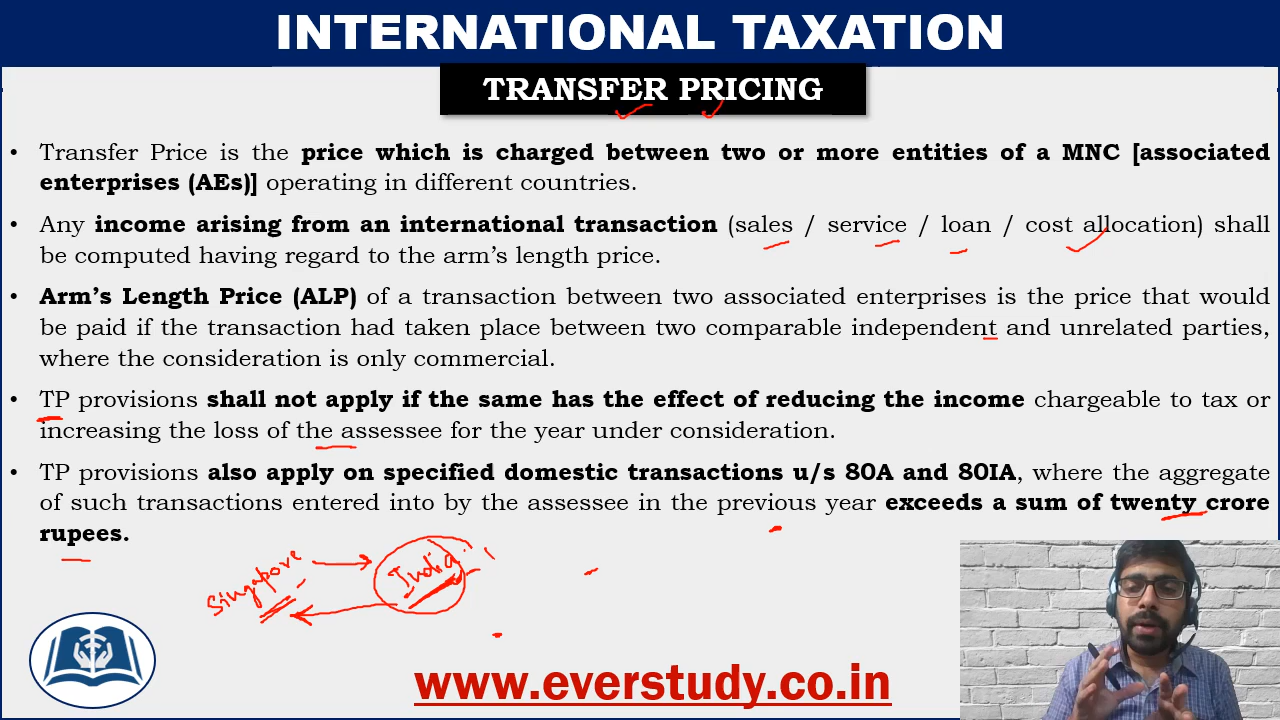 INTERNATIONAL TAXATION
TRANSFER PRICING
• Transfer Price is the price which is charged between two or more entities of a MNC [associated
enterprises (AEs)] operating in different countries.
• Any income arising from an international transaction (sales / service / loan / cost allocation) shall
be computed having regard to the arm's length price.
• Arm's Length Price (ALP) of a transaction between two associated enterprises is the price that would
be paid if the transaction had taken place between two comparable independent and unrelated parties,
where the consideration is only commercial.
• TP provisions shall not apply if the same has the effect of reducing the income chargeable to tax or
increasing the loss of the assessee for the year under consideration.
• TP provisions also apply on specified domestic transactions u/s 80A and 80IA, where the aggregate
of such transactions entered into by the assessee in the previous year exceeds a sum of twenty crore
rupees.
Singapore India
www.everstudy.co.in